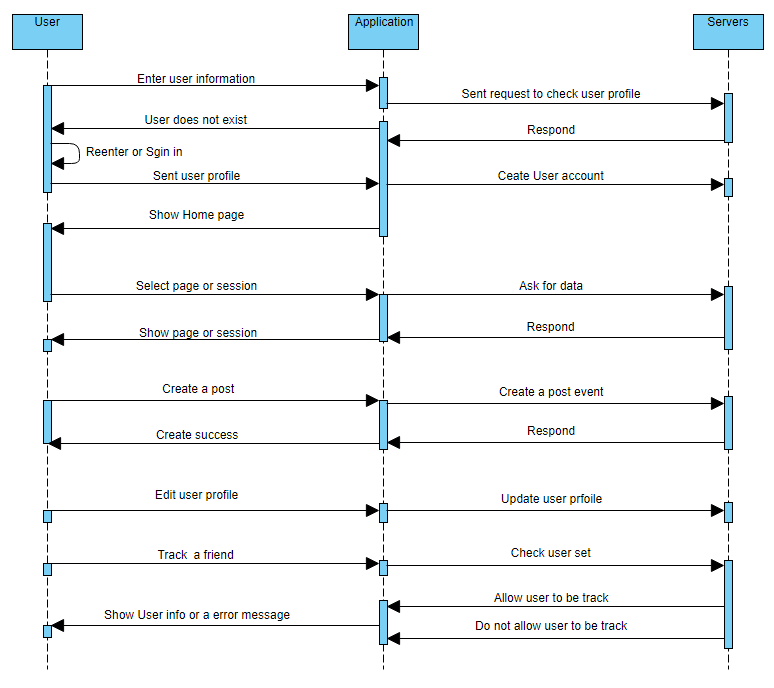 User
Application
Servers
Enter user information
Sent request to check user profile
User does not exist
Respond
Reenter or Sgin in
Sent user profile
Ceate User account
Show Home page
Select page or session
Ask for data
Show page or session
Respond
Create a post
Create a post event
Create success
Respond
Edit user profile
Update user prfoile
Track  a friend
Check user set
Allow user to be track
Show User info or a error message
Do not allow user to be track